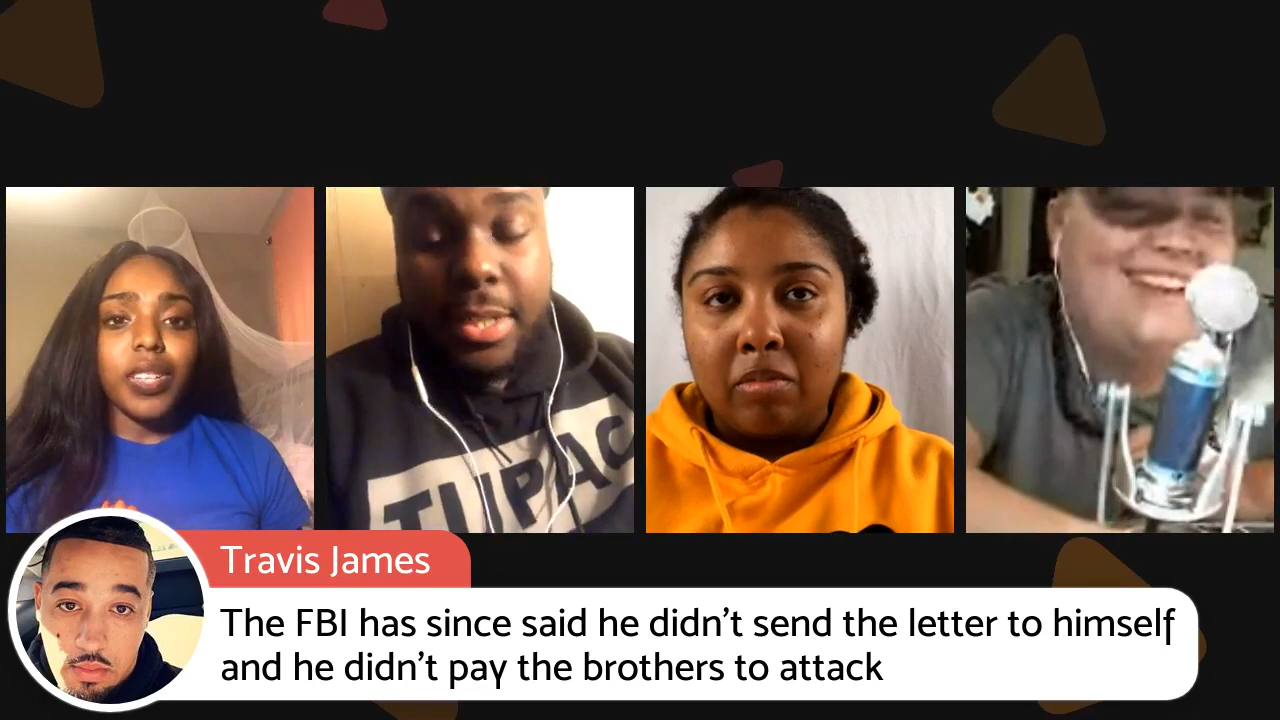 TUPAC
Travis James
The FBI has since said he didn't send the letter to himself
and he didn't pay the brothers to attack